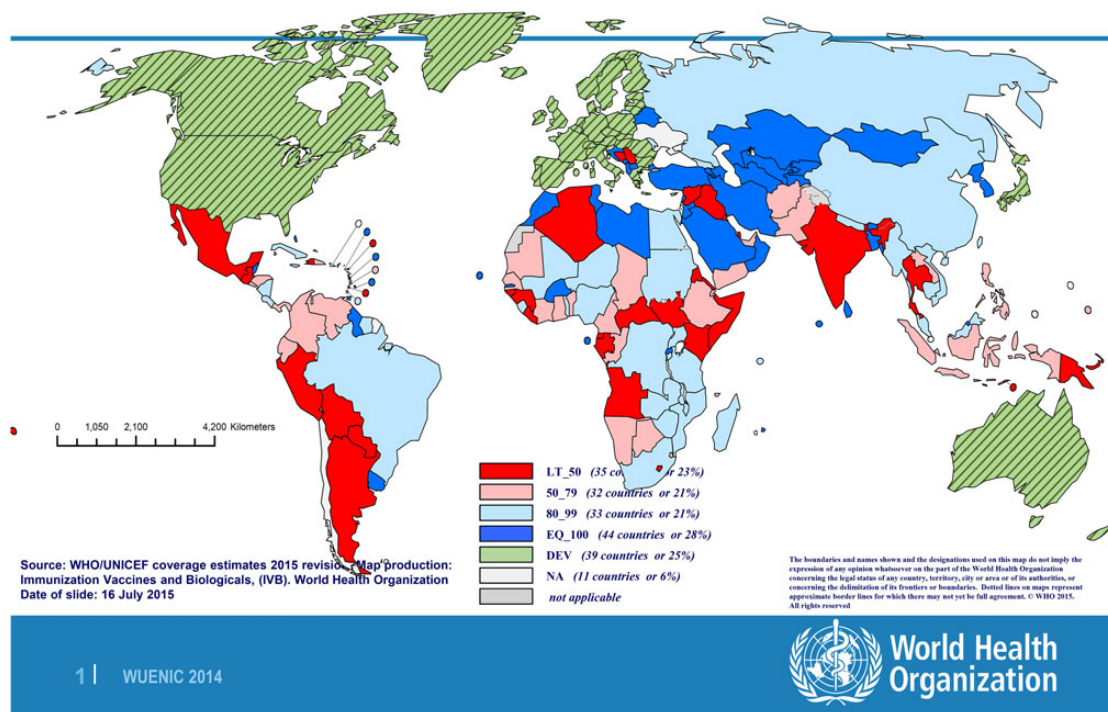 0 1,050 2,100 4,200 Kilometers
LT_50 (35 co or 23%)
50_79 (32 countries or 21%)
80_99 (33 countries or 21%)
EQ_100 (44 countries or 28%)
DEV (39 countries or 25%)
NA (11 countries or 6%)
not applicable
Source: WHO/UNICEF coverage estimates 2015 revision. Map production:
Immunization Vaccines and Biologicals, (IVB). World Health Organization
Date of slide: 16 July 2015
The boundaries and names shown and the designations used on this map do not imply the
expression of any opinion whatsoever on the part of the World Health Organization
concerning the legal status of any country, territory, city or area or of its authorities, or
concerning the delimitation of its frontiers or boundaries. Dotted lines on maps represent
approximate border lines for which there may not yet be full agreement. © WHO 2015.
All rights reserved
1 | WUENIC 2014
World Health
Organization